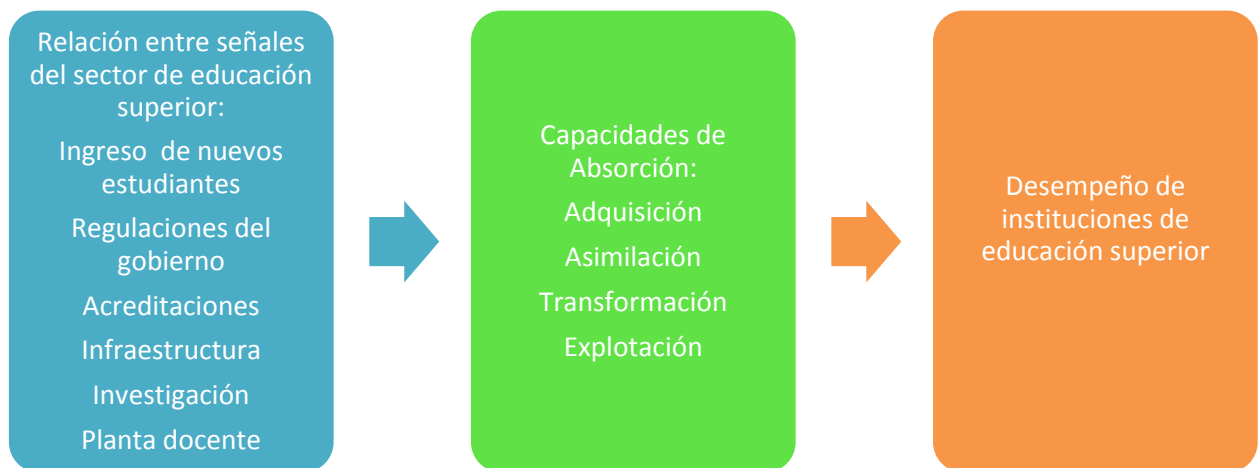 Relación entre señales
del sector de educación
superior:
Ingreso de nuevos
estudiantes
Regulaciones del
gobierno
Acreditaciones
Infraestructura
Investigación
Planta docente
Capacidades de
Absorción:
Adquisición
Asimilación
Transformación
Explotación
Desempeño de
instituciones de
educación superior